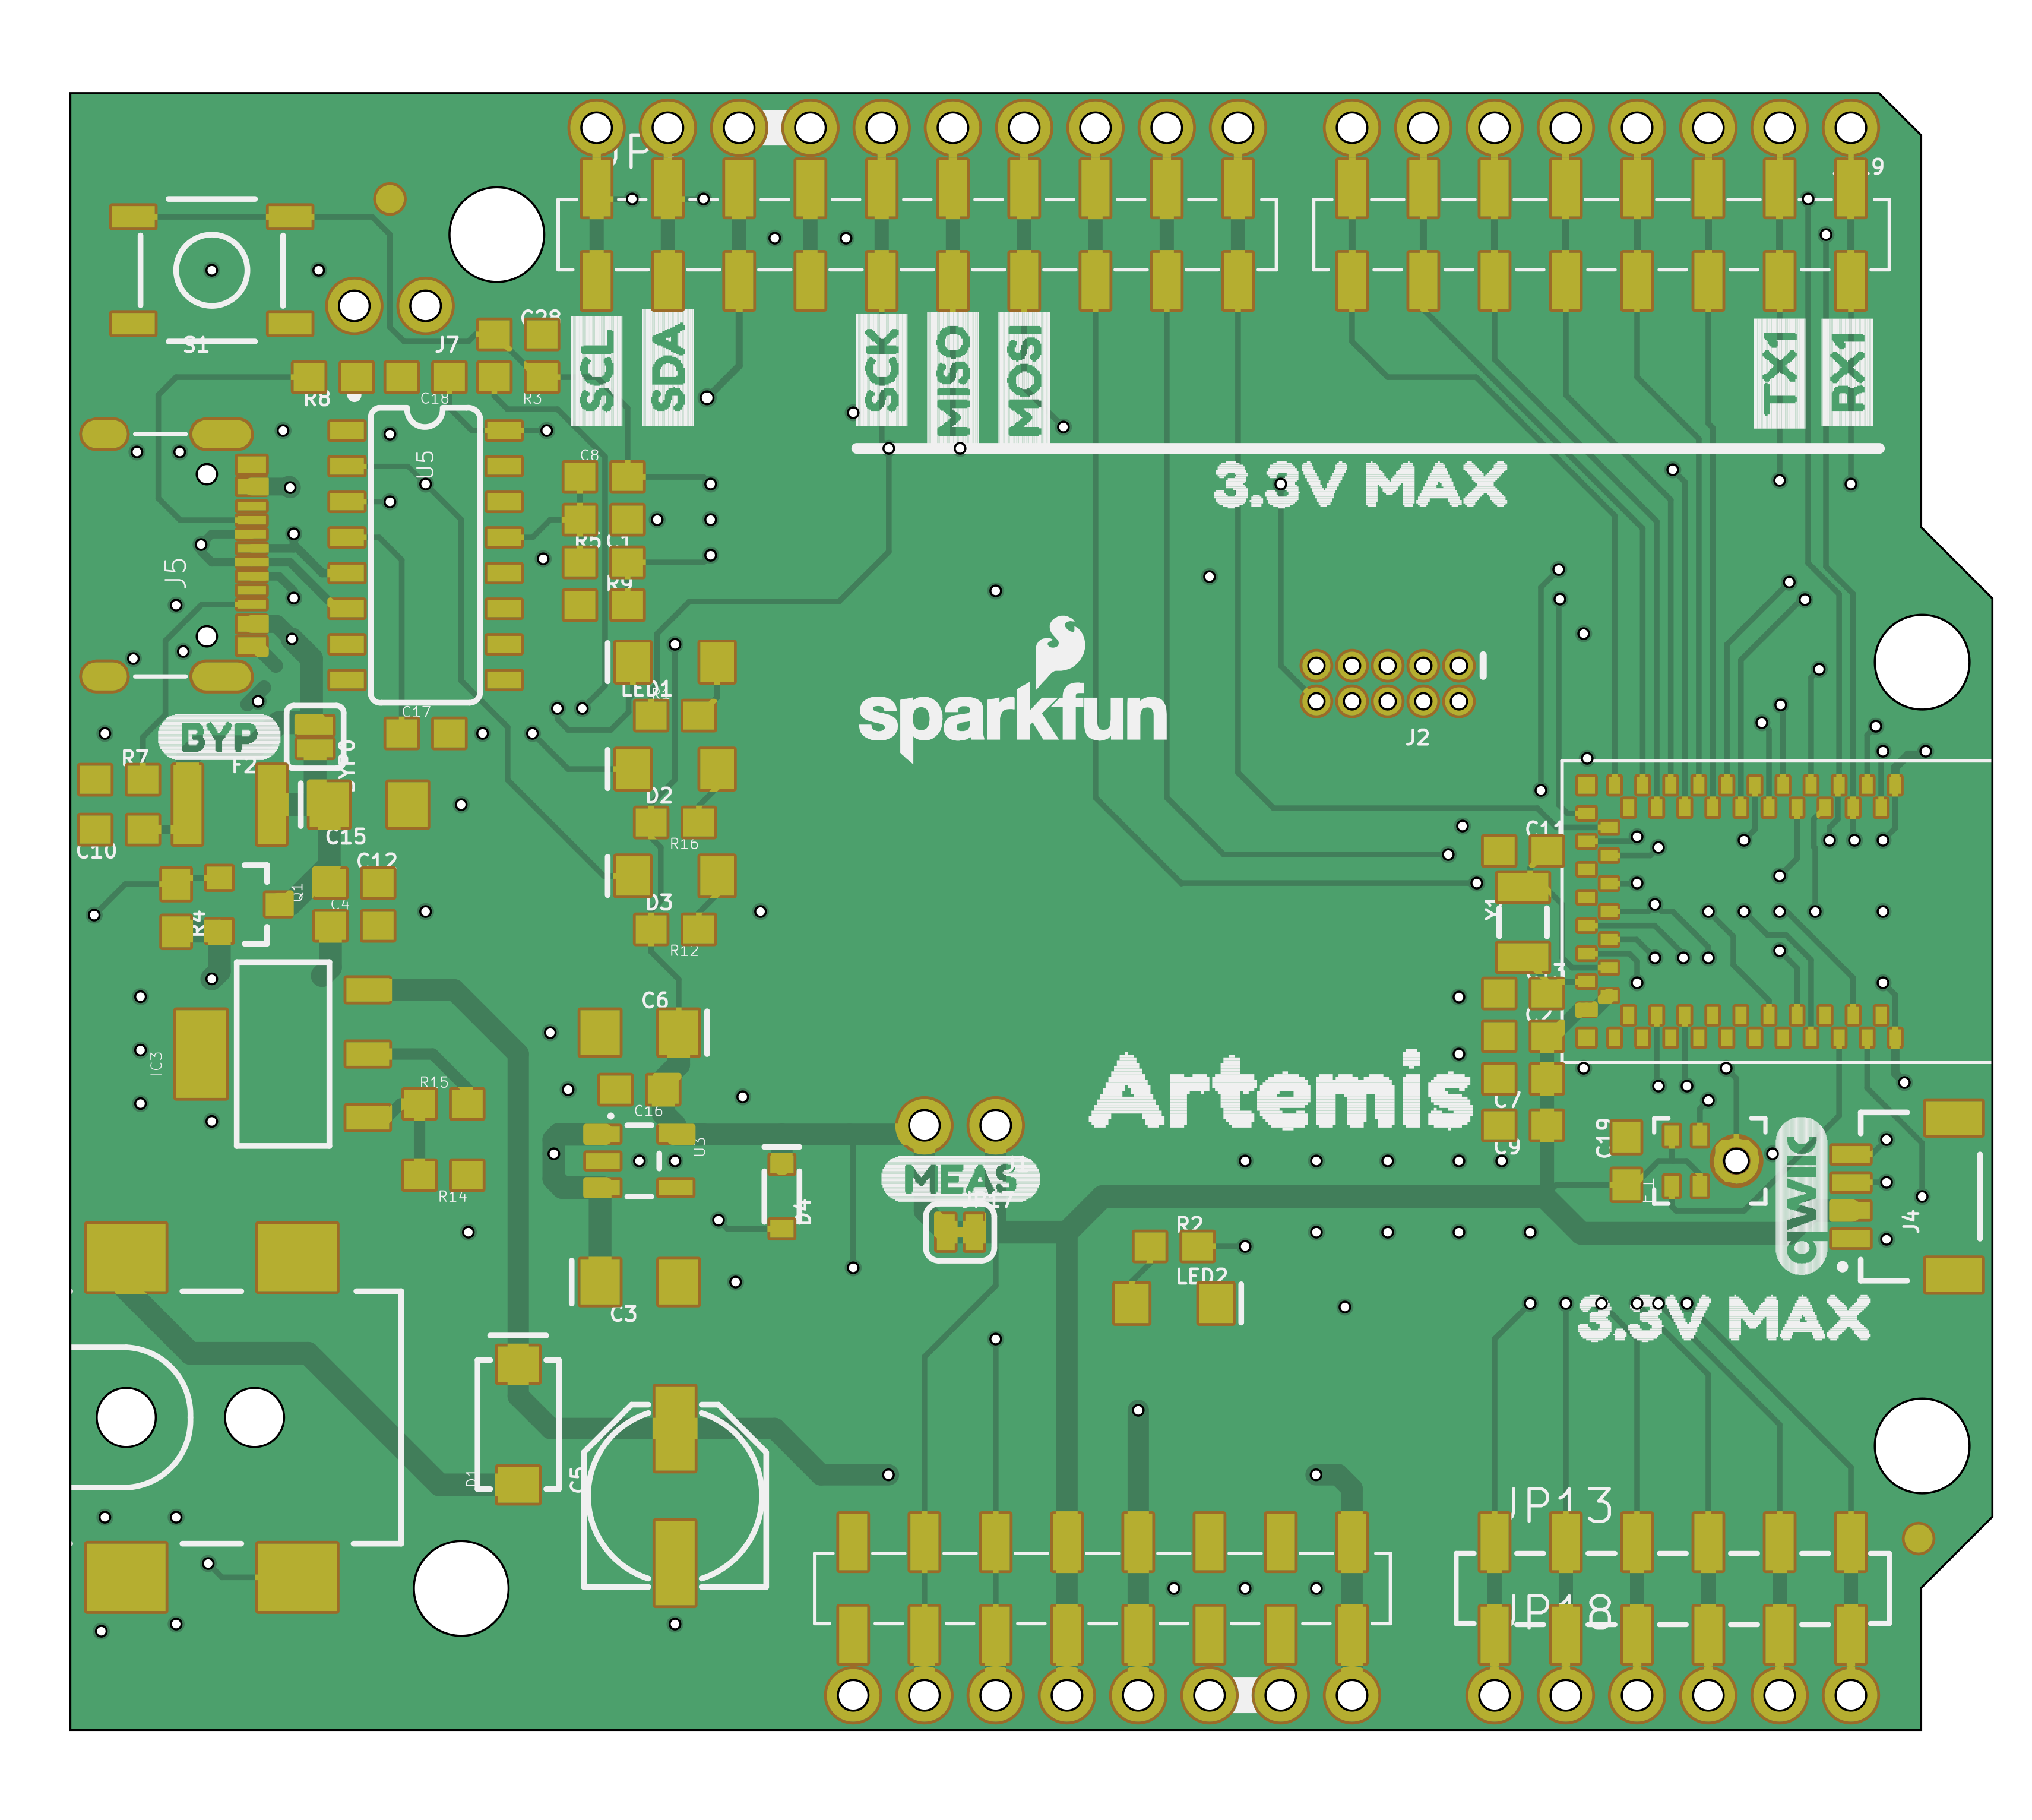 S1
J7
C28
R8
C18
R3
SCL
SDA
SCK
MISO
MOSI
TX1
RX1
3.3V MAX
U5
C8
J5
R9
LED1
sparkfun
J2
C17
BYP
R7
F2
D2
C15
C10
R16
C12
C11
Q1
C4
R4
D3
Y1
R12
C6
IC3
R15
C16
Artemis
C7
C9
C19
U3
MEAS
R14
D4
qwiic
J4
R2
LED2
C3
3.3V MAX
D1
C5
JP13
JP18